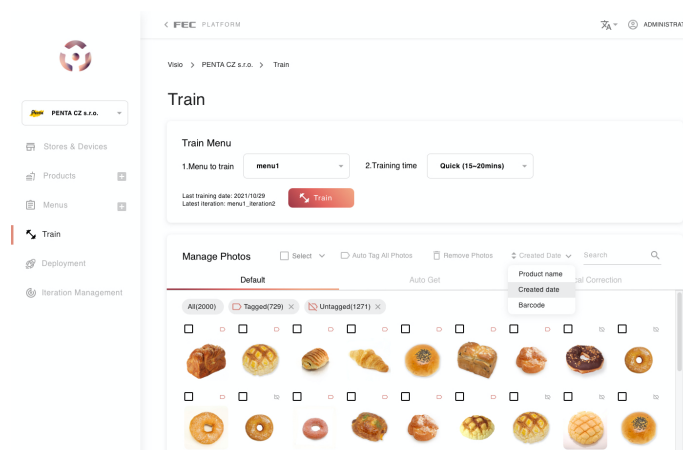 < FEC PLATFORM
ADMINISTRAT
Visio > PENTA CZ s.r.o. > Train
PENTA CZ s.r.o.
Stores & Devices
Products
Menus
Train
Deployment
Iteration Management
Train
Train Menu
1.Menu to train menu1 2.Training time Quick (15~20mins)
Last training date: 2021/10/29
Latest iteration: menu1_iteration2
Train
Manage Photos Select Auto Tag All Photos Remove Photos Created Date Search
Default Auto Get al Correction
Product name
Created date
Barcode
All(2000) Tagged(729) × Untagged(1271) ×